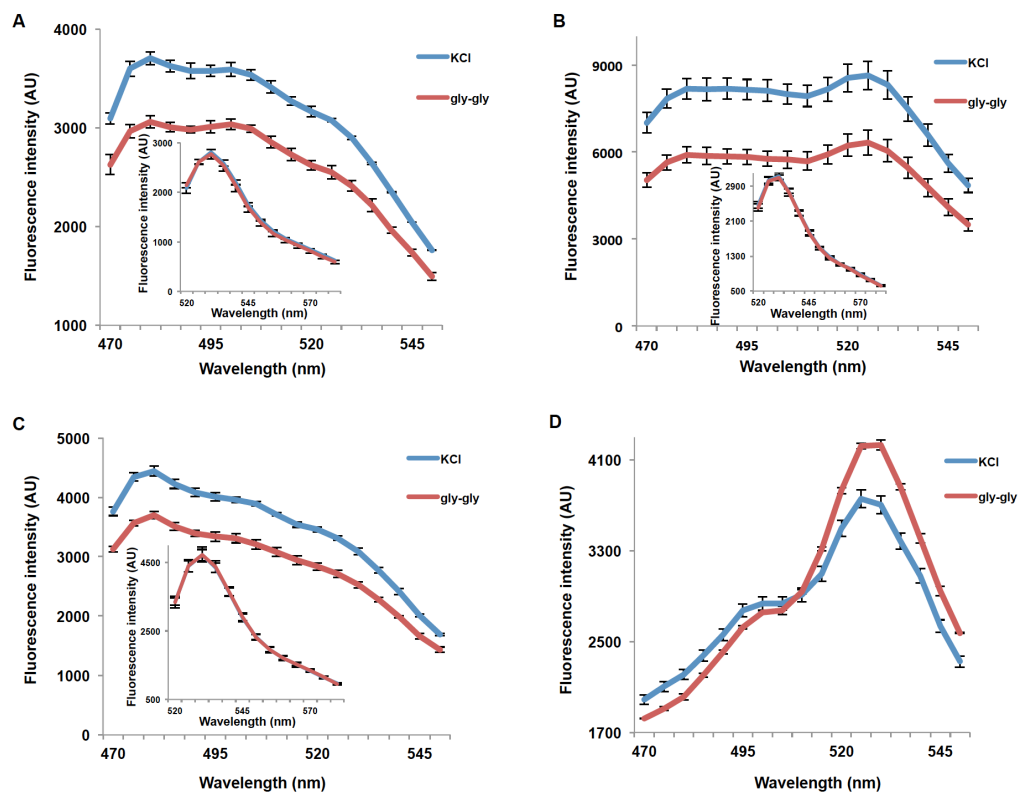 A
Fluorescence intensity (AU)
4000
3000
2000
1000
470
495
520
545
Wavelength (nm)
KCl
gly-gly
Fluorescence intensity (AU)
3000
2000
1000
0
520
545
570
Wavelength (nm)
B
Fluorescence intensity (AU)
9000
6000
3000
0
470
495
520
545
Wavelength (nm)
KCl
gly-gly
Fluorescence intensity (AU)
2900
2100
1300
500
520
545
570
Wavelength (nm)
C
Fluorescence intensity (AU)
5000
4000
3000
2000
1000
0
470
495
520
545
Wavelength (nm)
KCl
gly-gly
Fluorescence intensity (AU)
4500
2500
500
520
545
570
Wavelength (nm)
D
Fluorescence intensity (AU)
4100
3300
2500
1700
470
495
520
545
Wavelength (nm)
KCl
gly-gly